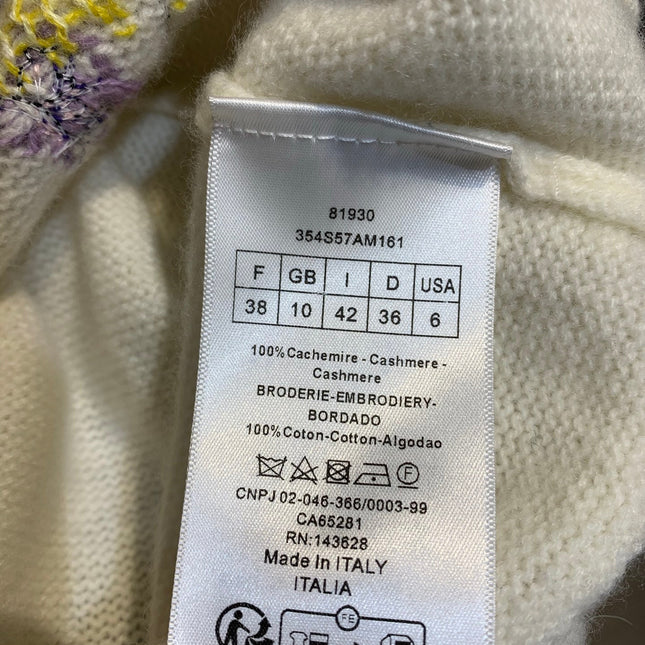 81930
354S57AM161
F GB I D USA
38 10 42 36 6
100%Cachemire - Cashmere -
Cashmere
BRODERIE-EMBRODIERY-
BORDADO
100%Coton-Cotton-Algodao
F
CNPJ 02-046-366/0003-99
CA65281
RN:143628
Made In ITALY
ITALIA
FR